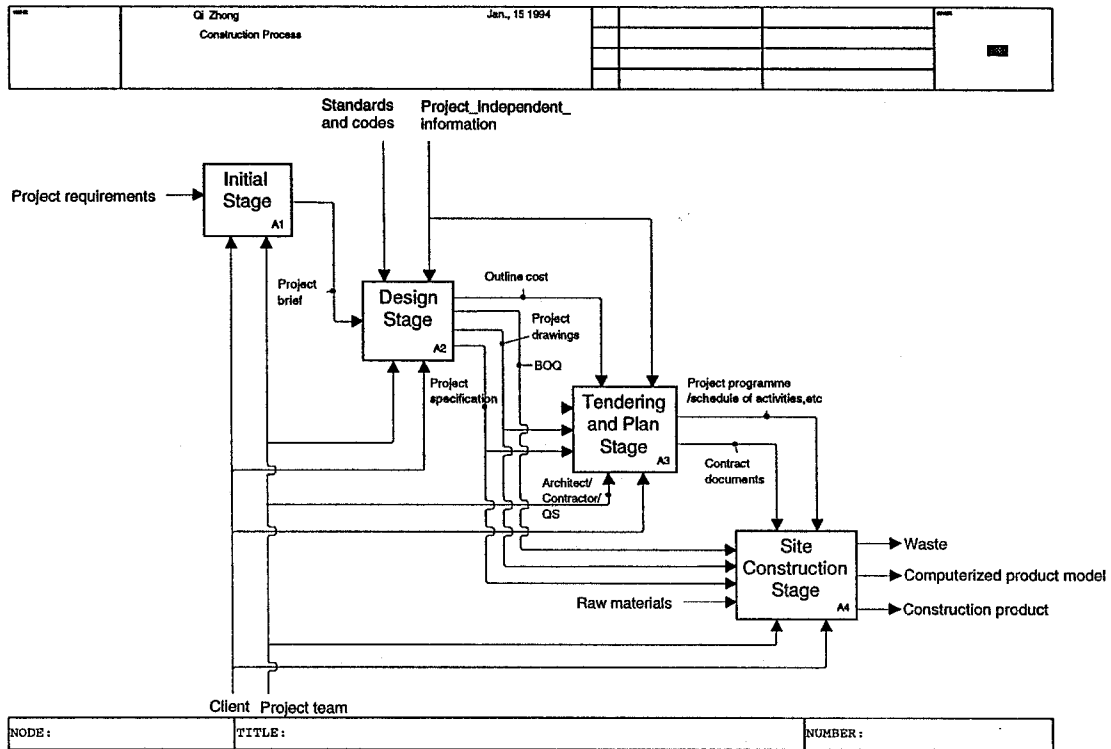 Qi Zhong
Jan., 15 1994
Construction Process
Standards
and codes
Project_Independent_
information
Project requirements
Initial
Stage
A1
Project
brief
Design
Stage
A2
Outline cost
Project
drawings
BOQ
Project
specification
Tendering
and Plan
Stage
A3
Project programme
/schedule of activities,etc
Contract
documents
Architect/
Contractor/
QS
Site
Construction
Stage
A4
Raw materials
Waste
Computerized product model
Construction product
Client
Project team
NODE:
TITLE:
NUMBER: